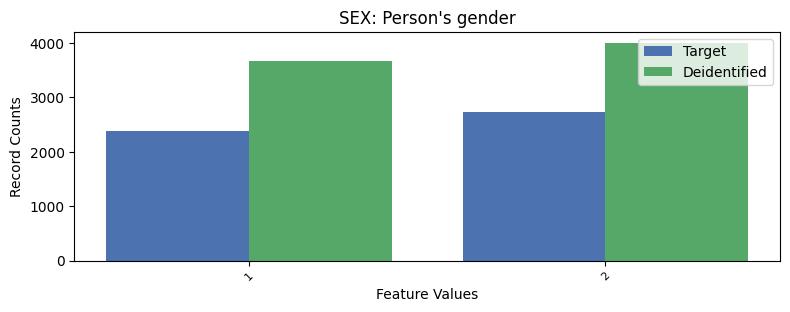 SEX: Person's gender
Target
Deidentified
4000
3000
2000
1000
0
Record Counts
1
2
Feature Values